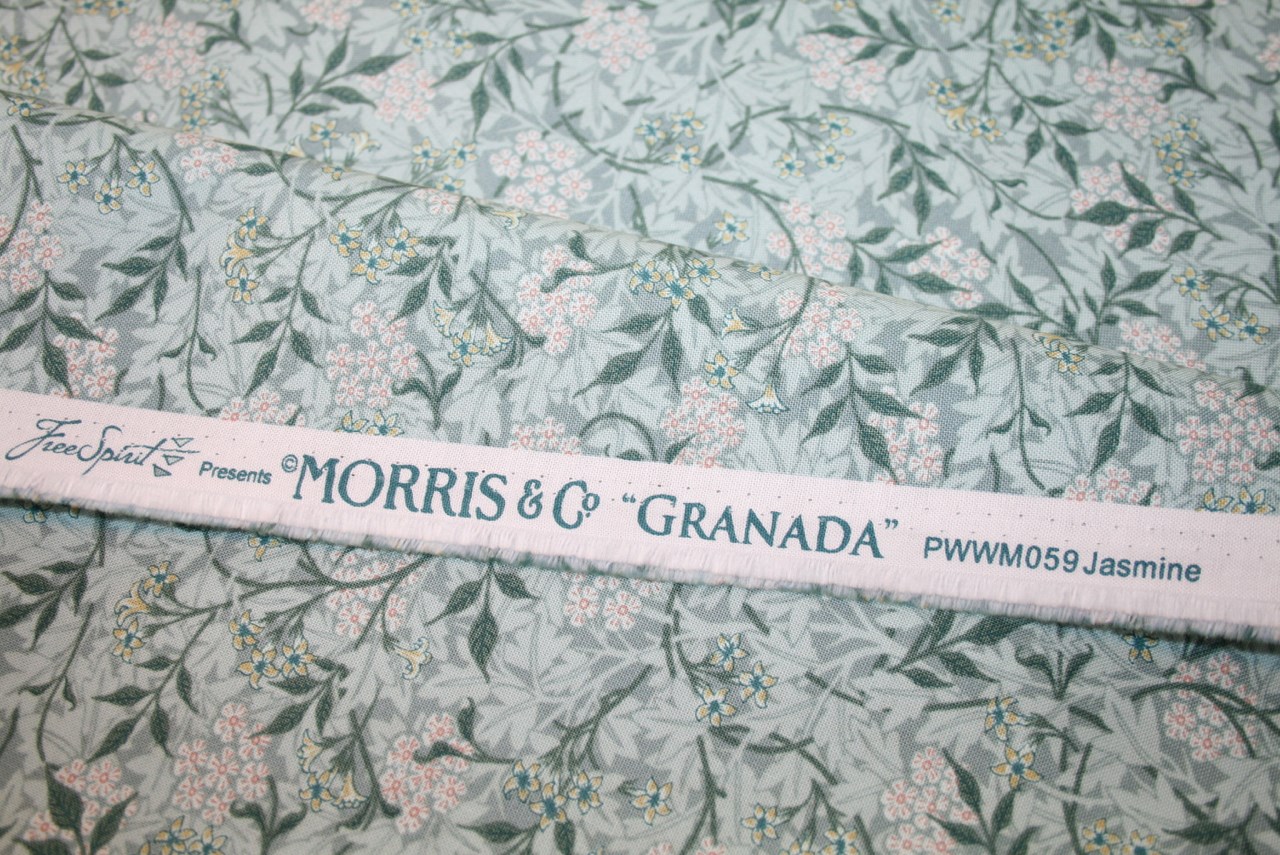 FreeSpirit Presents ©MORRIS & Co "GRANADA" PWWM059 Jasmine